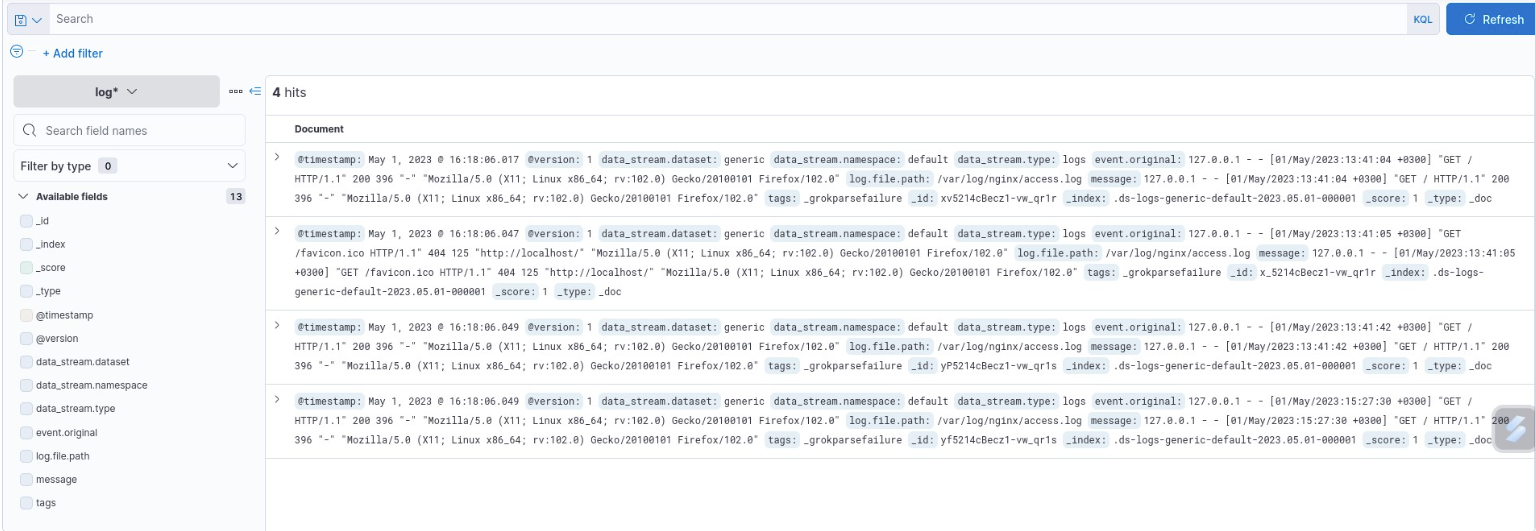 Search
KQL
Refresh
+ Add filter
log*
4 hits
Search field names
Document
Filter by type 0
Available fields 13
_id
_index
_score
_type
@timestamp
@version
data_stream.dataset
data_stream.namespace
data_stream.type
event.original
log.file.path
message
tags
@timestamp: May 1, 2023 @ 16:18:06.017 @version: 1 data_stream.dataset: generic data_stream.namespace: default data_stream.type: logs event.original: 127.0.0.1 - - [01/May/2023:13:41:04 +0300] "GET /
HTTP/1.1" 200 396 "-" "Mozilla/5.0 (X11; Linux x86_64; rv:102.0) Gecko/20100101 Firefox/102.0" log.file.path: /var/log/nginx/access.log message: 127.0.0.1 - - [01/May/2023:13:41:04 +0300] "GET / HTTP/1.1" 200
396 "-" "Mozilla/5.0 (X11; Linux x86_64; rv:102.0) Gecko/20100101 Firefox/102.0" tags: _grokparsefailure _id: xv5214cBecz1-vw_qr1r _index: .ds-logs-generic-default-2023.05.01-000001 _score: 1 _type: _doc
@timestamp: May 1, 2023 @ 16:18:06.047 @version: 1 data_stream.dataset: generic data_stream.namespace: default data_stream.type: logs event.original: 127.0.0.1 - - [01/May/2023:13:41:05 +0300] "GET
/favicon.ico HTTP/1.1" 404 125 "http://localhost/" "Mozilla/5.0 (X11; Linux x86_64; rv:102.0) Gecko/20100101 Firefox/102.0" log.file.path: /var/log/nginx/access.log message: 127.0.0.1 - - [01/May/2023:13:41:05
+0300] "GET /favicon.ico HTTP/1.1" 404 125 "http://localhost/" "Mozilla/5.0 (X11; Linux x86_64; rv:102.0) Gecko/20100101 Firefox/102.0" tags: _grokparsefailure _id: x_5214cBecz1-vw_qr1r _index: .ds-logs-
generic-default-2023.05.01-000001 _score: 1 _type: _doc
@timestamp: May 1, 2023 @ 16:18:06.049 @version: 1 data_stream.dataset: generic data_stream.namespace: default data_stream.type: logs event.original: 127.0.0.1 - - [01/May/2023:13:41:42 +0300] "GET /
HTTP/1.1" 200 396 "-" "Mozilla/5.0 (X11; Linux x86_64; rv:102.0) Gecko/20100101 Firefox/102.0" log.file.path: /var/log/nginx/access.log message: 127.0.0.1 - - [01/May/2023:13:41:42 +0300] "GET / HTTP/1.1" 200
396 "-" "Mozilla/5.0 (X11; Linux x86_64; rv:102.0) Gecko/20100101 Firefox/102.0" tags: _grokparsefailure _id: yP5214cBecz1-vw_qr1s _index: .ds-logs-generic-default-2023.05.01-000001 _score: 1 _type: _doc
@timestamp: May 1, 2023 @ 16:18:06.049 @version: 1 data_stream.dataset: generic data_stream.namespace: default data_stream.type: logs event.original: 127.0.0.1 - - [01/May/2023:15:27:30 +0300] "GET /
HTTP/1.1" 200 396 "-" "Mozilla/5.0 (X11; Linux x86_64; rv:102.0) Gecko/20100101 Firefox/102.0" log.file.path: /var/log/nginx/access.log message: 127.0.0.1 - - [01/May/2023:15:27:30 +0300] "GET / HTTP/1.1" 200
396 "-" "Mozilla/5.0 (X11; Linux x86_64; rv:102.0) Gecko/20100101 Firefox/102.0" tags: _grokparsefailure _id: yf5214cBecz1-vw_qr1s _index: .ds-logs-generic-default-2023.05.01-000001 _score: 1 _type: _doc